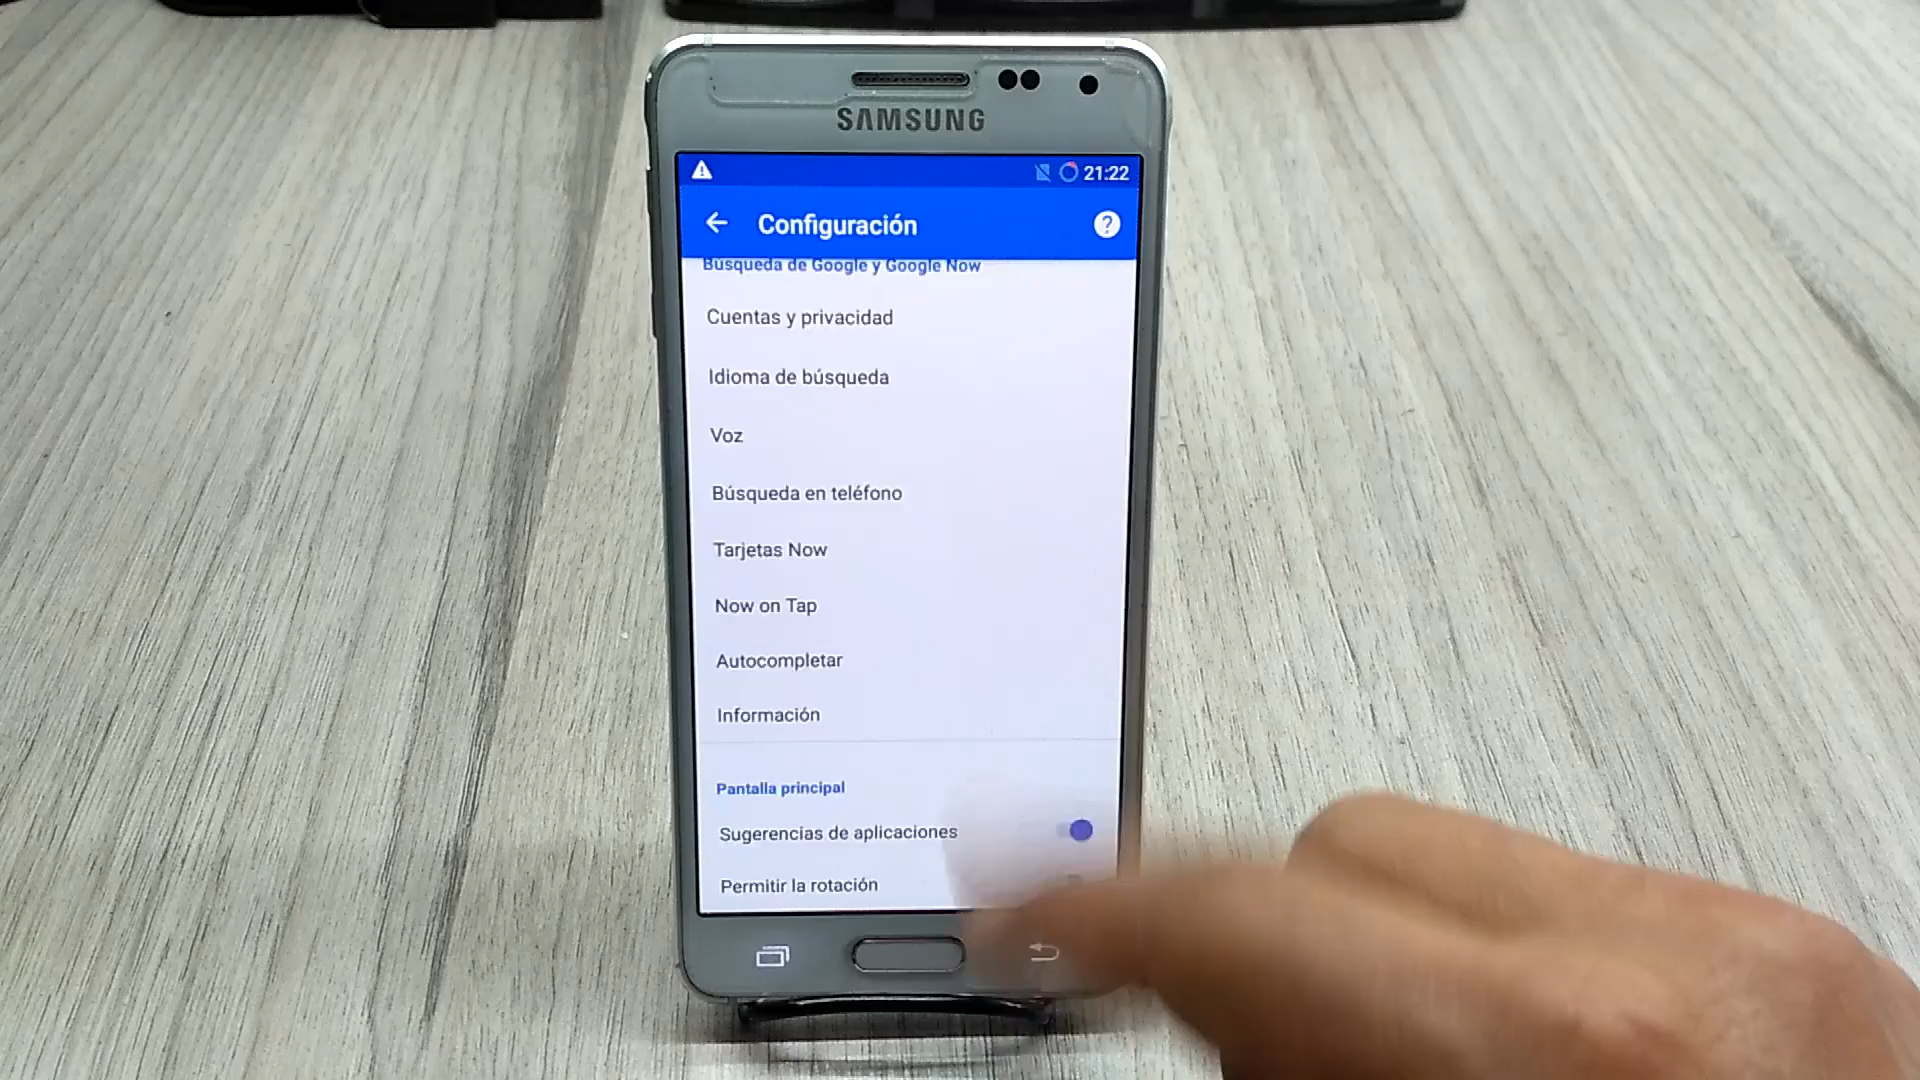 SAMSUNG
21:22
Configuración
?
Búsqueda de Google y Google Now
Cuentas y privacidad
Idioma de búsqueda
Voz
Búsqueda en teléfono
Tarjetas Now
Now on Tap
Autocompletar
Información
Pantalla principal
Sugerencias de aplicaciones
Permitir la rotación